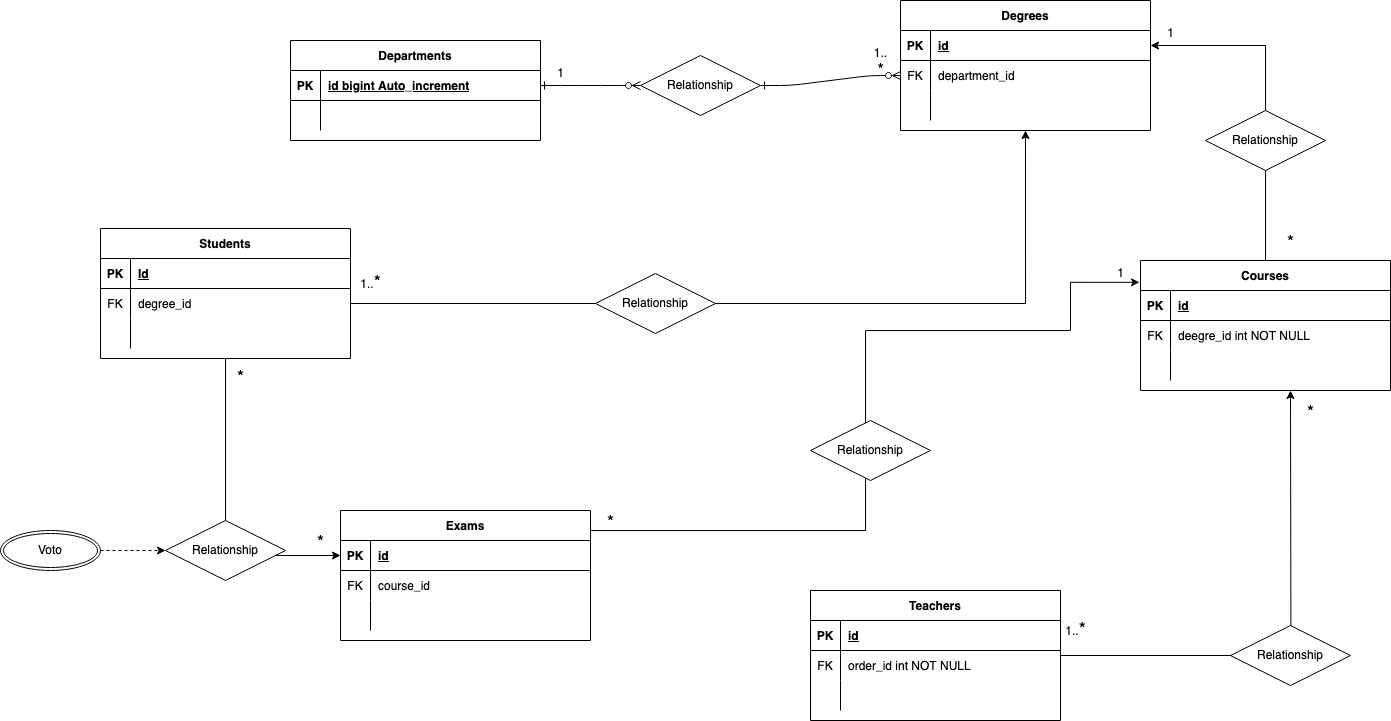 Degrees
PK id
FK department_id
Departments
PK id bigint Auto_increment
1
Relationship
1..
*
1
Relationship
*
Students
PK Id
FK degree_id
1..*
Relationship
1
Courses
PK id
FK deegre_id int NOT NULL
*
*
Relationship
Exams
PK id
FK course_id
*
*
Voto
Relationship
Teachers
PK id
FK order_id int NOT NULL
1..*
Relationship